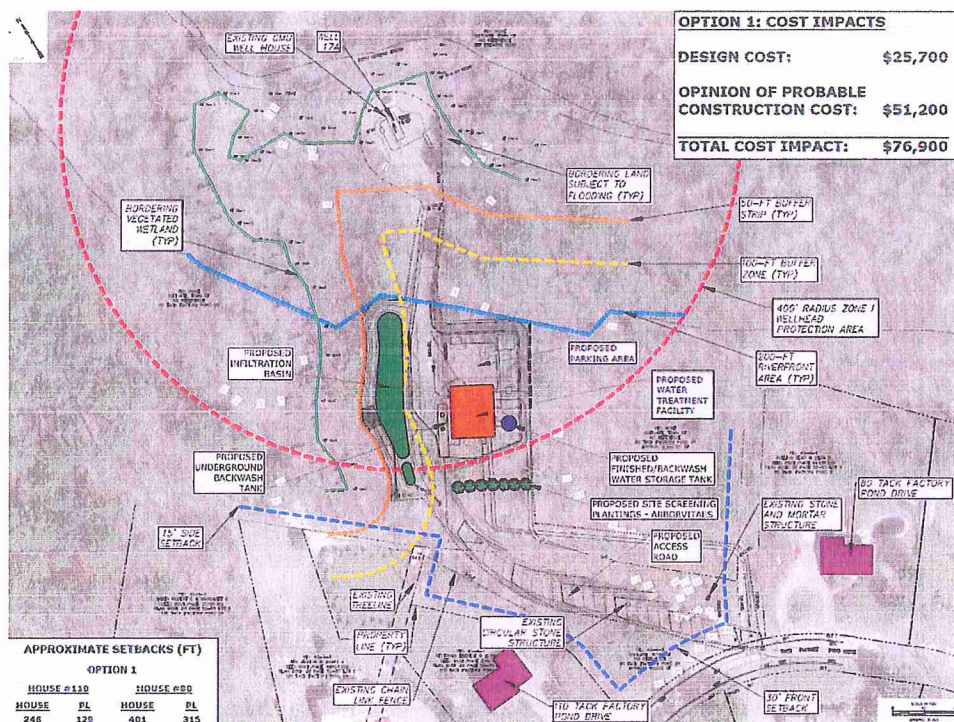 OPTION 1: COST IMPACTS
DESIGN COST: $25,700
OPINION OF PROBABLE
CONSTRUCTION COST: $51,200
TOTAL COST IMPACT: $76,900
EXISTING CMU
WELL HOUSE
WELL
17A
BORDERING LAND
SUBJECT TO
FLOODING (TYP)
50-FT BUFFER
STRIP (TYP)
BORDERING
VEGETATED
WETLAND
(TYP)
100-FT BUFFER
ZONE (TYP)
400' RADIUS ZONE I
WELLHEAD
PROTECTION AREA
PROPOSED
INFILTRATION
BASIN
PROPOSED
PARKING AREA
200-FT
RIVERFRONT
AREA (TYP)
PROPOSED
WATER
TREATMENT
FACILITY
PROPOSED
UNDERGROUND
BACKWASH
TANK
PROPOSED
FINISHED/BACKWASH
WATER STORAGE TANK
PROPOSED SITE SCREENING
PLANTINGS - ARBORVITAES
EXISTING STONE
AND MORTAR
STRUCTURE
80 TACK FACTORY
POND DRIVE
15' SIDE
SETBACK
PROPOSED
ACCESS
ROAD
EXISTING
TREELINE
PROPERTY
LINE (TYP)
EXISTING
CIRCULAR STONE
STRUCTURE
EXISTING CHAIN
LINK FENCE
110 TACK FACTORY
POND DRIVE
30' FRONT
SETBACK
APPROXIMATE SETBACKS (FT)
OPTION 1
HOUSE #110 HOUSE #80
HOUSE PL HOUSE PL
246 120 401 315